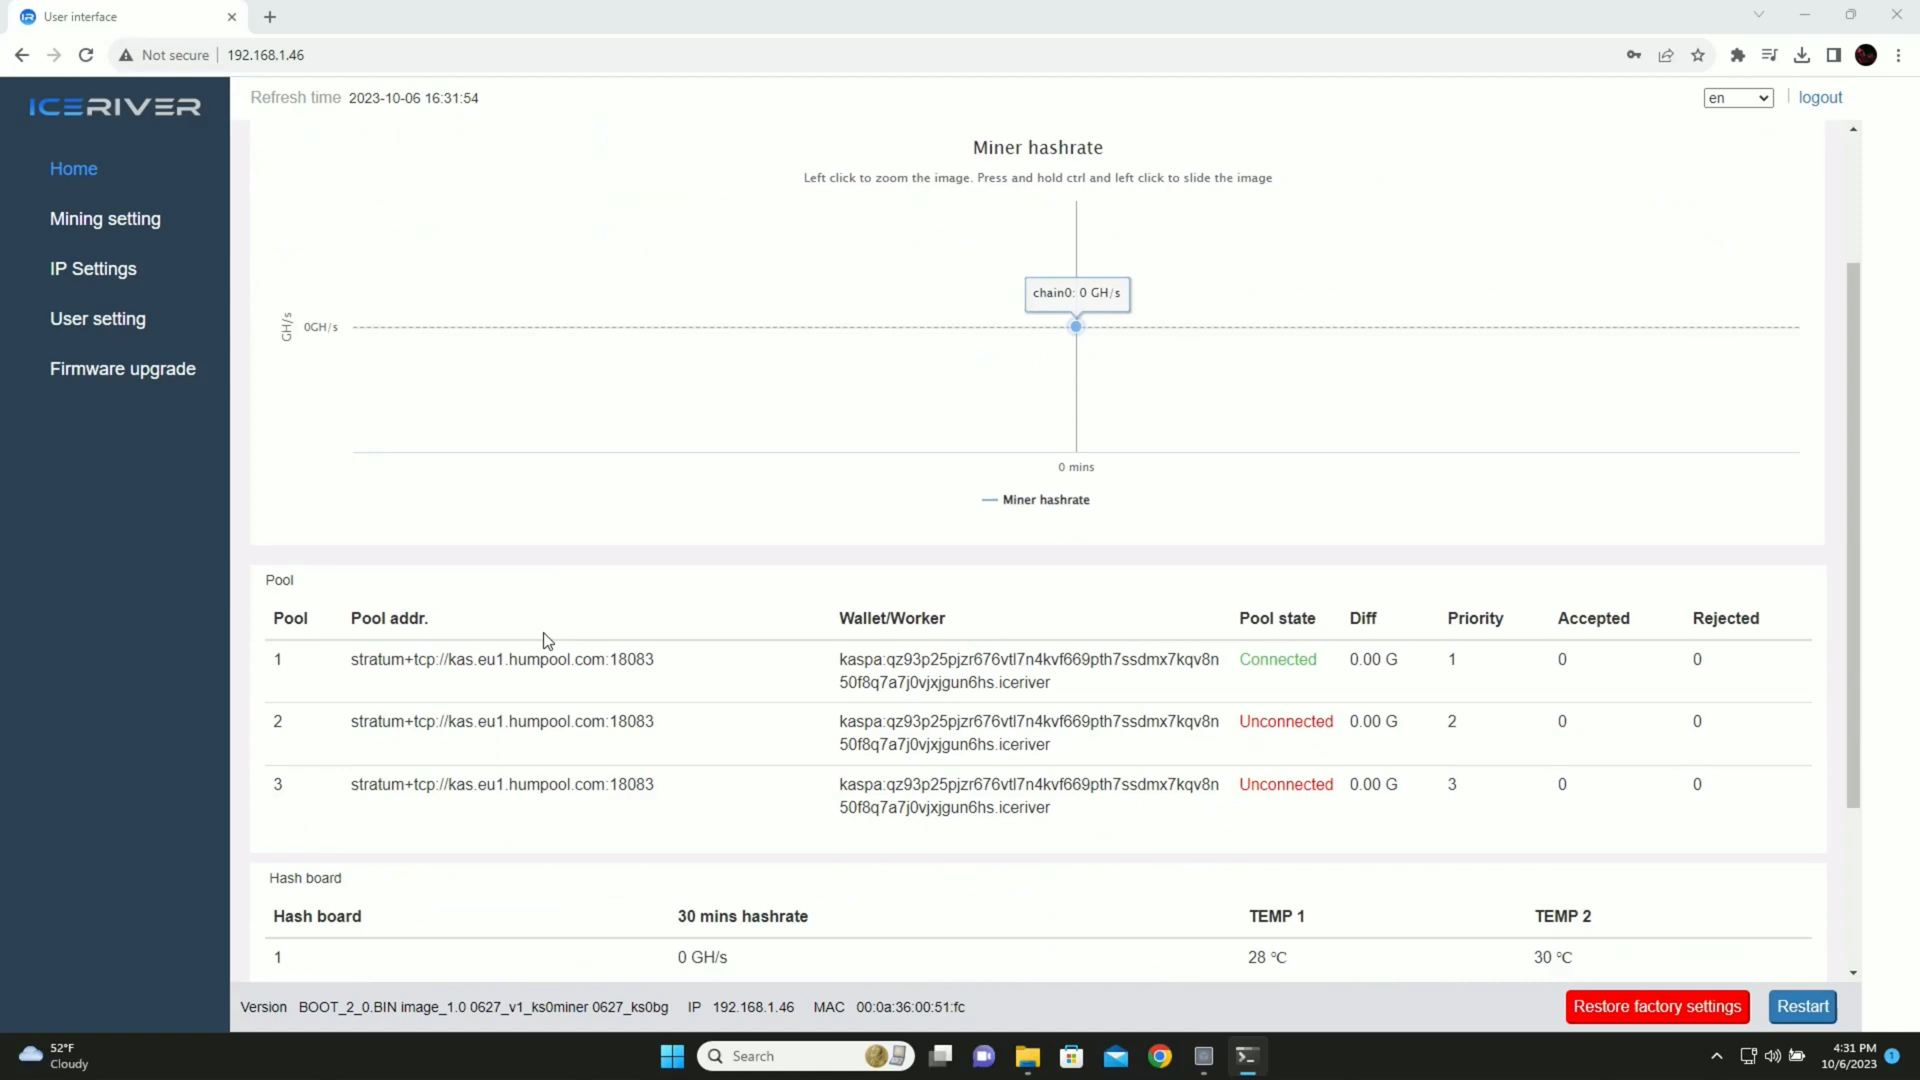 User interface
Not secure
192.168.1.46
ICERIVER
Refresh time 2023-10-06 16:31:54
en
logout
Home
Mining setting
IP Settings
User setting
Firmware upgrade
Miner hashrate
Left click to zoom the image. Press and hold ctrl and left click to slide the image
chain0: 0 GH/s
GH/s
0GH/s
0 mins
Miner hashrate
Pool
Pool Pool addr. Wallet/Worker Pool state Diff Priority Accepted Rejected
1 stratum+tcp://kas.eu1.humpool.com:18083 kaspa:qz93p25pjzr676vtl7n4kvf669pth7ssdmx7kqv8n Connected 0.00 G 1 0 0
50f8q7a7j0vjxjgun6hs.iceriver
2 stratum+tcp://kas.eu1.humpool.com:18083 kaspa:qz93p25pjzr676vtl7n4kvf669pth7ssdmx7kqv8n Unconnected 0.00 G 2 0 0
50f8q7a7j0vjxjgun6hs.iceriver
3 stratum+tcp://kas.eu1.humpool.com:18083 kaspa:qz93p25pjzr676vtl7n4kvf669pth7ssdmx7kqv8n Unconnected 0.00 G 3 0 0
50f8q7a7j0vjxjgun6hs.iceriver
Hash board
Hash board 30 mins hashrate TEMP 1 TEMP 2
1 0 GH/s 28 ℃ 30 ℃
Version BOOT_2_0.BIN image_1.0 0627_v1_ks0miner 0627_ks0bg IP 192.168.1.46 MAC 00:0a:36:00:51:fc
Restore factory settings
Restart
52°F
Cloudy
Search
4:31 PM
10/6/2023
1